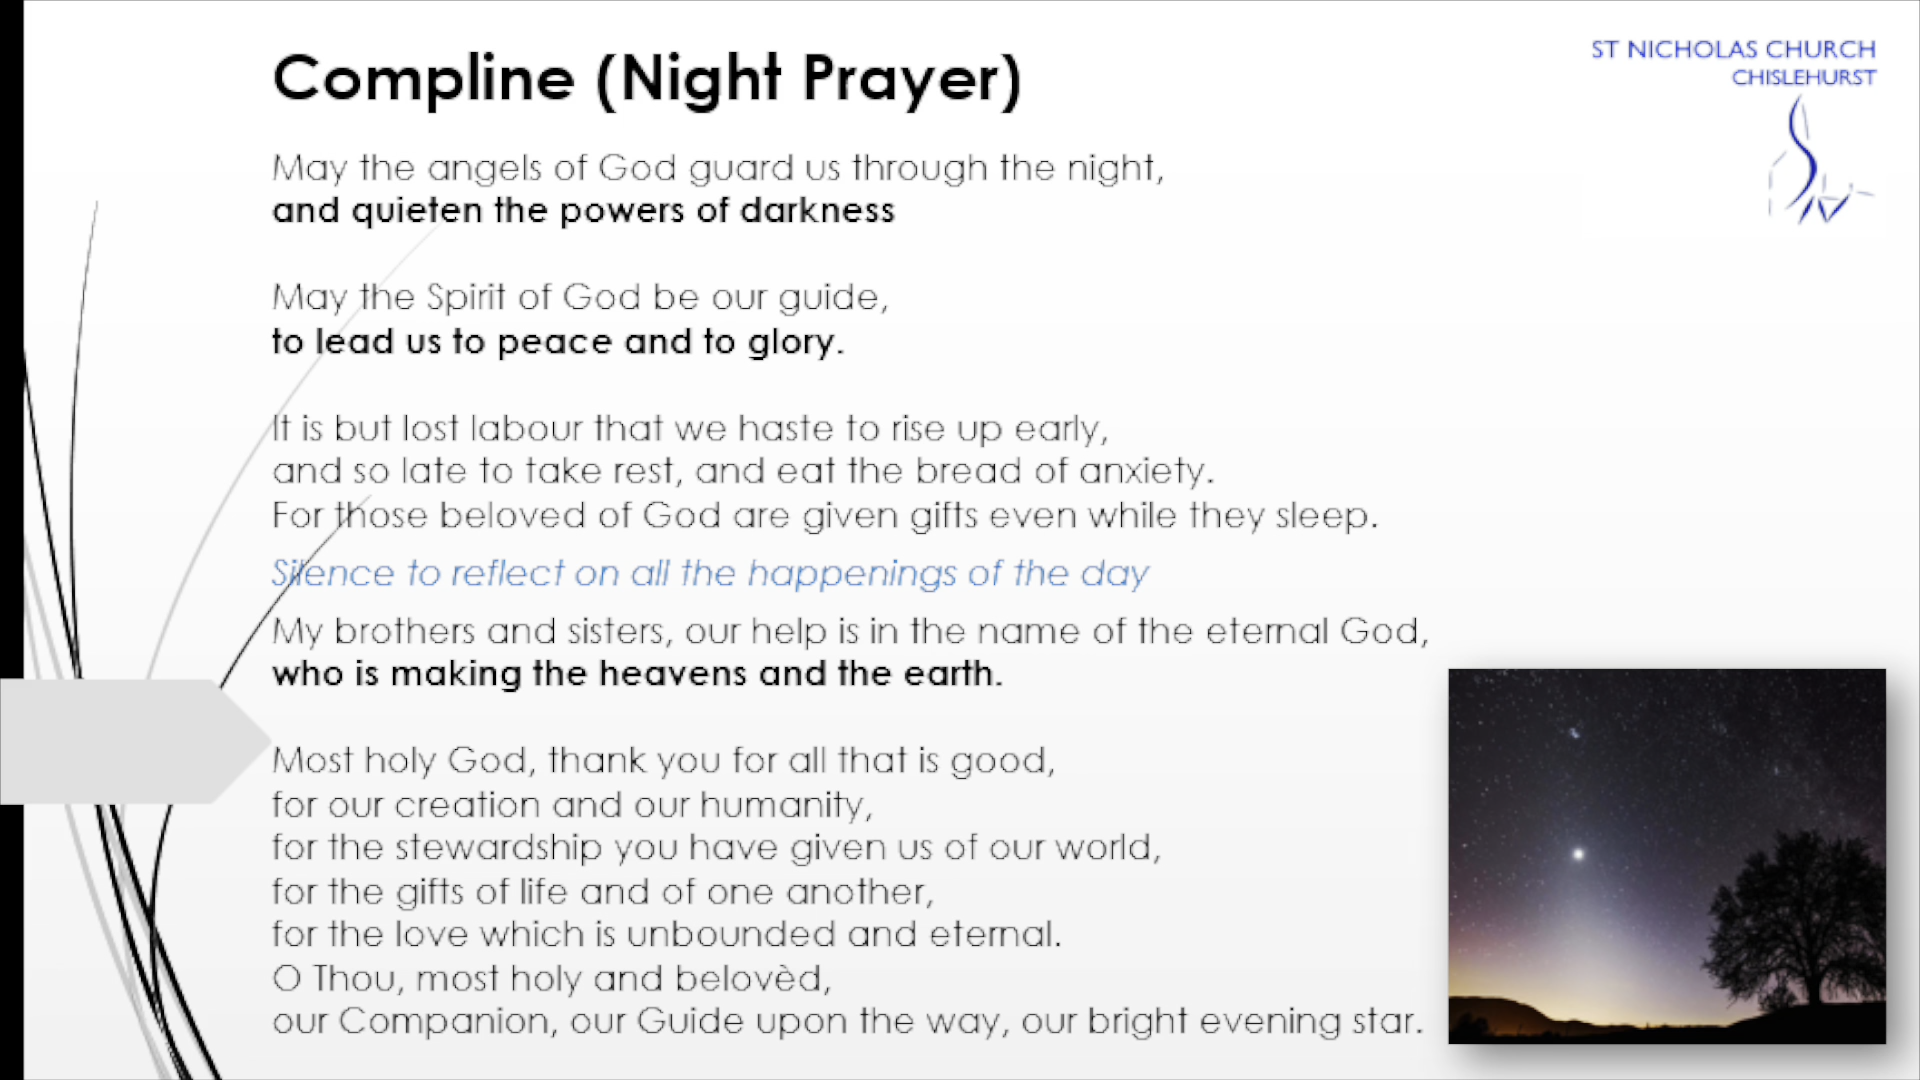 Compline (Night Prayer)
ST NICHOLAS CHURCH
CHISLEHURST
May the angels of God guard us through the night,
and quieten the powers of darkness
May the Spirit of God be our guide,
to lead us to peace and to glory.
It is but lost labour that we haste to rise up early,
and so late to take rest, and eat the bread of anxiety.
For those beloved of God are given gifts even while they sleep.
Silence to reflect on all the happenings of the day
My brothers and sisters, our help is in the name of the eternal God,
who is making the heavens and the earth.
Most holy God, thank you for all that is good,
for our creation and our humanity,
for the stewardship you have given us of our world,
for the gifts of life and of one another,
for the love which is unbounded and eternal.
O Thou, most holy and belovèd,
our Companion, our Guide upon the way, our bright evening star.